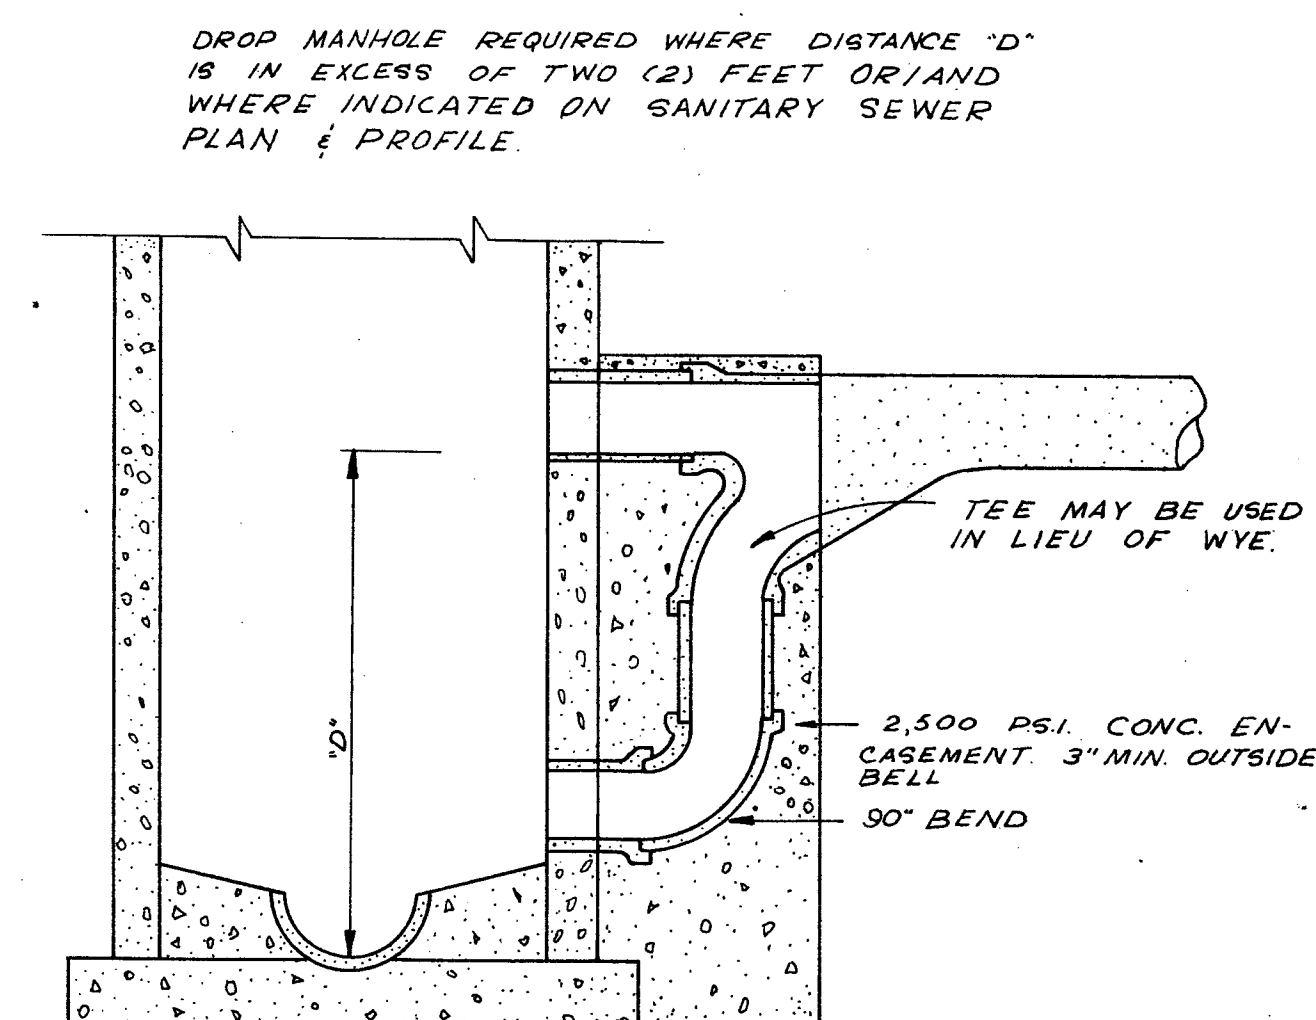 DROP MANHOLE REQUIRED WHERE DISTANCE "D"
IS IN EXCESS OF TWO (2) FEET OR/AND
WHERE INDICATED ON SANITARY SEWER
PLAN & PROFILE.
TEE MAY BE USED
IN LIEU OF WYE.
"D"
2,500 P.S.I. CONC. EN-
CASEMENT. 3" MIN. OUTSIDE
BELL
90° BEND